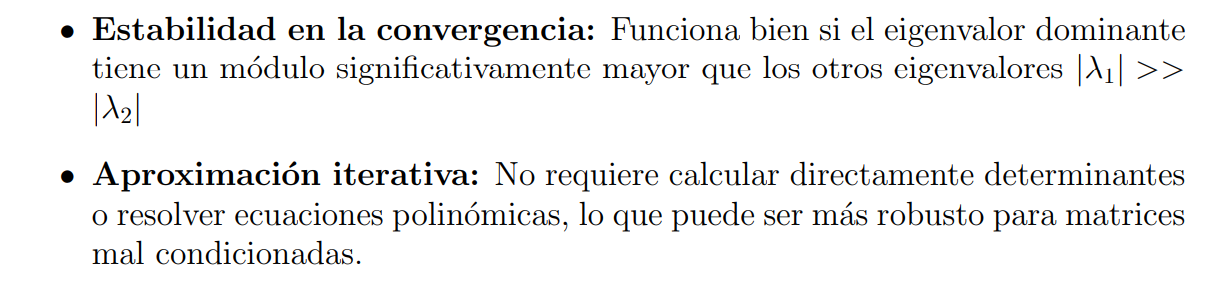 • Estabilidad en la convergencia: Funciona bien si el eigenvalor dominante
tiene un módulo significativamente mayor que los otros eigenvalores |λ₁| >>
|λ₂|
• Aproximación iterativa: No requiere calcular directamente determinantes
o resolver ecuaciones polinómicas, lo que puede ser más robusto para matrices
mal condicionadas.